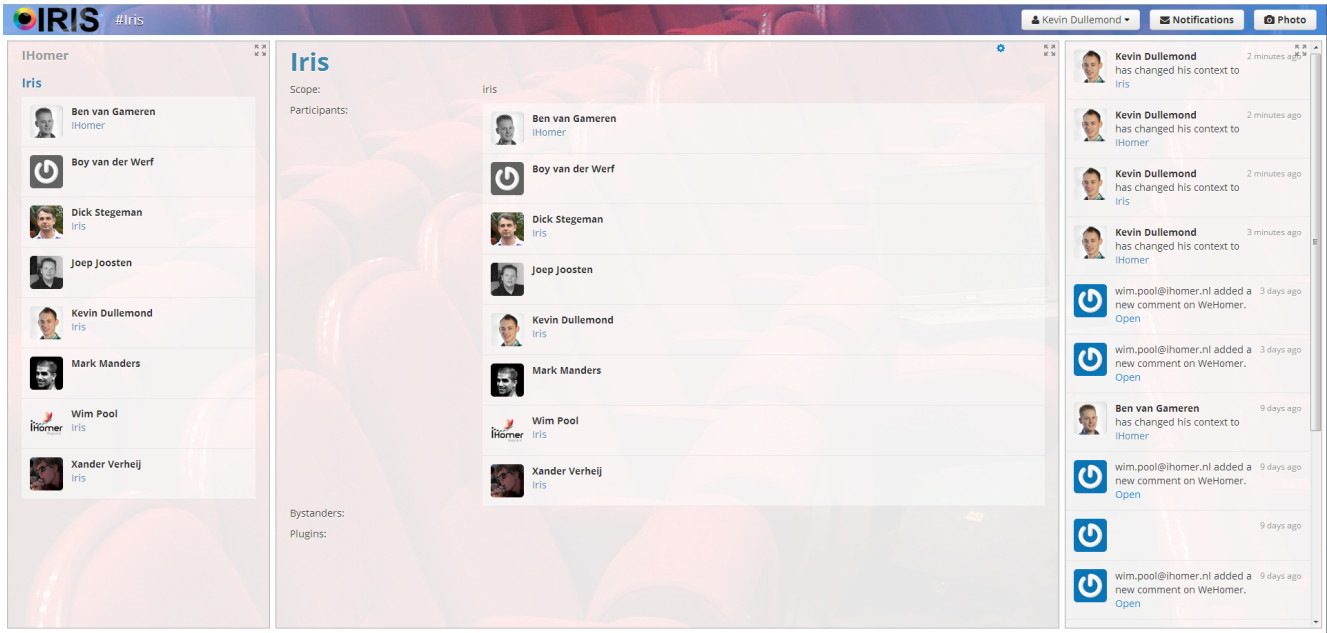 IRIS #Iris
Kevin Dullemond
Notifications
Photo
IHomer
Iris
Ben van Gameren
IHomer
Boy van der Werf
Dick Stegeman
Iris
Joep Joosten
Kevin Dullemond
Iris
Mark Manders
IHomer
Wim Pool
Iris
Xander Verheij
Iris
Iris
Scope: iris
Participants:
Ben van Gameren
IHomer
Boy van der Werf
Dick Stegeman
Iris
Joep Joosten
Kevin Dullemond
Iris
Mark Manders
IHomer
Wim Pool
Iris
Xander Verheij
Iris
Bystanders:
Plugins:
Kevin Dullemond 2 minutes ago
has changed his context to
Iris
Kevin Dullemond 2 minutes ago
has changed his context to
IHomer
Kevin Dullemond 2 minutes ago
has changed his context to
Iris
Kevin Dullemond 3 minutes ago
has changed his context to
IHomer
wim.pool@ihomer.nl added a 3 days ago
new comment on WeHomer.
Open
wim.pool@ihomer.nl added a 3 days ago
new comment on WeHomer.
Open
Ben van Gameren 9 days ago
has changed his context to
IHomer
wim.pool@ihomer.nl added a 9 days ago
new comment on WeHomer.
Open
9 days ago
wim.pool@ihomer.nl added a 9 days ago
new comment on WeHomer.
Open